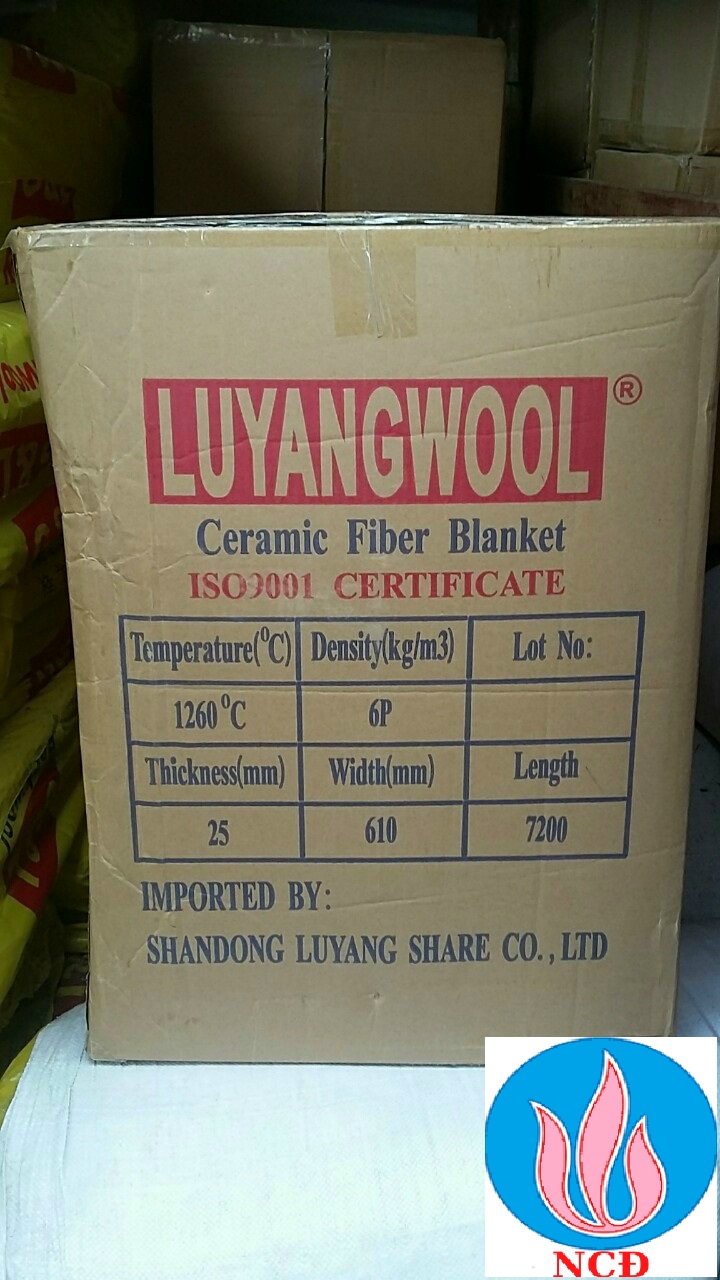 LUYANGWOOL®
Ceramic Fiber Blanket
ISO9001 CERTIFICATE
Temperature(°C) Density(kg/m3) Lot No:
1260°C 6P
Thickness(mm) Width(mm) Length
25 610 7200
IMPORTED BY:
SHANDONG LUYANG SHARE CO., LTD
NCĐ